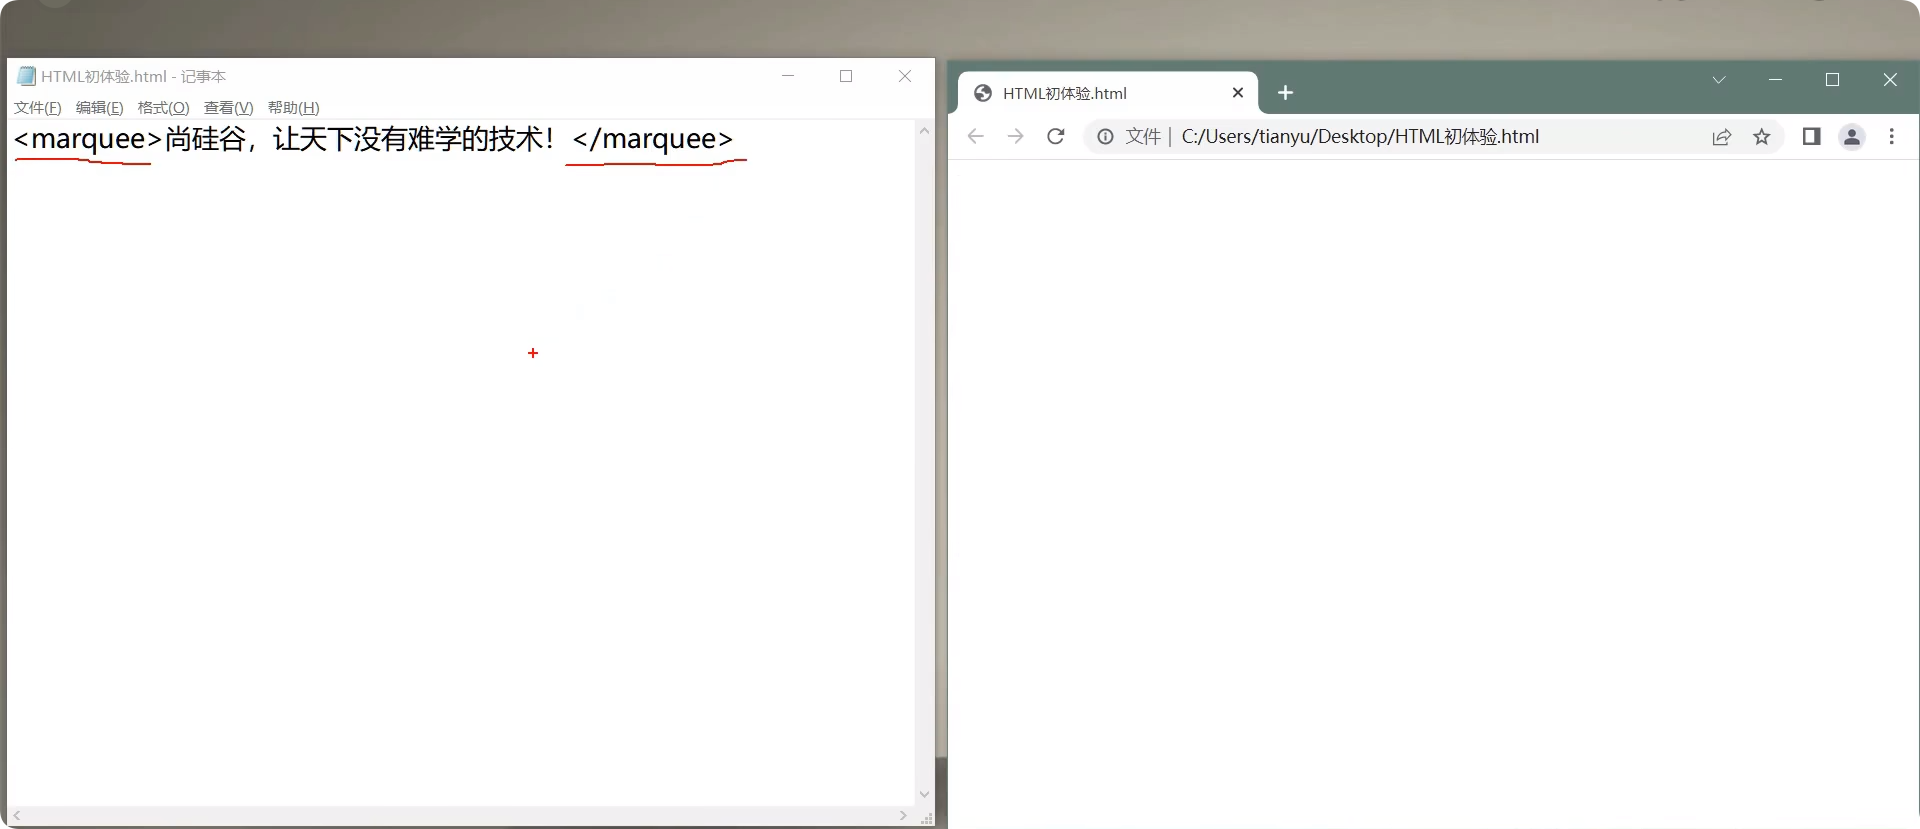 HTML初体验.html - 记事本
文件(F) 编辑(E) 格式(O) 查看(V) 帮助(H)
<marquee>尚硅谷，让天下没有难学的技术！</marquee>
HTML初体验.html
文件 | C:/Users/tianyu/Desktop/HTML初体验.html